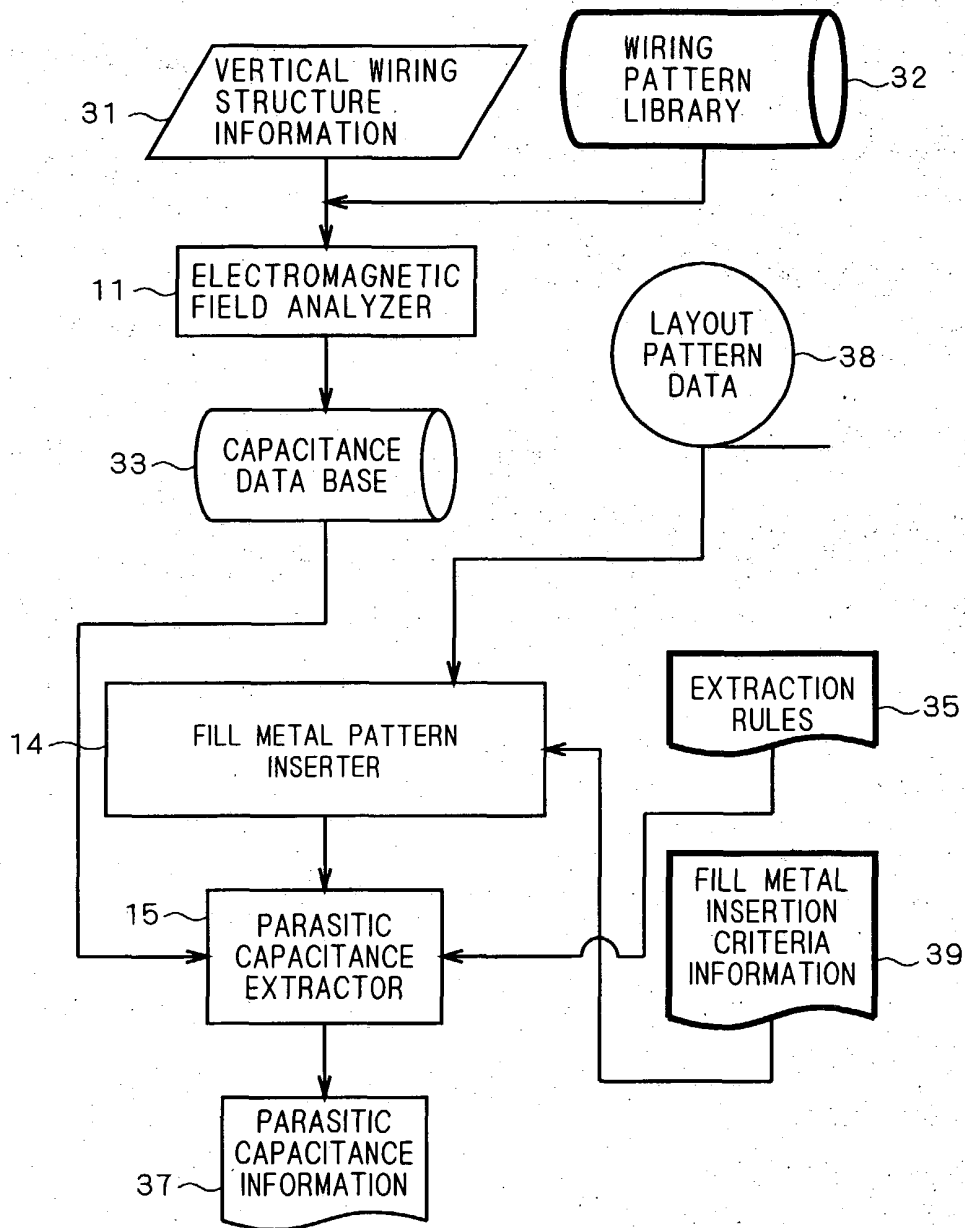 VERTICAL WIRING
STRUCTURE
INFORMATION
31
WIRING
PATTERN
LIBRARY
32
ELECTROMAGNETIC
FIELD ANALYZER
11
LAYOUT
PATTERN
DATA
38
CAPACITANCE
DATA BASE
33
EXTRACTION
RULES
35
FILL METAL PATTERN
INSERTER
14
FILL METAL
INSERTION
CRITERIA
INFORMATION
39
PARASITIC
CAPACITANCE
EXTRACTOR
15
PARASITIC
CAPACITANCE
INFORMATION
37